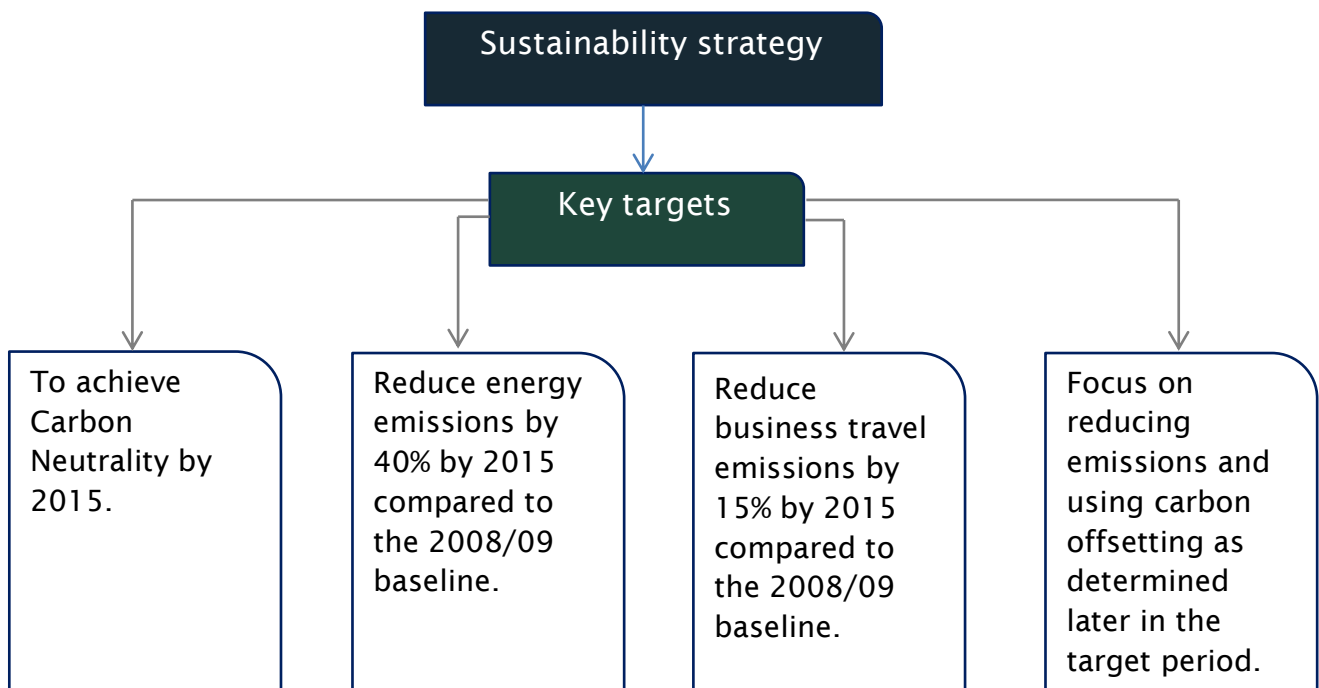 Sustainability strategy
Key targets
To achieve
Carbon
Neutrality by
2015.
Reduce energy
emissions by
40% by 2015
compared to
the 2008/09
baseline.
Reduce
business travel
emissions by
15% by 2015
compared to
the 2008/09
baseline.
Focus on
reducing
emissions and
using carbon
offsetting as
determined
later in the
target period.